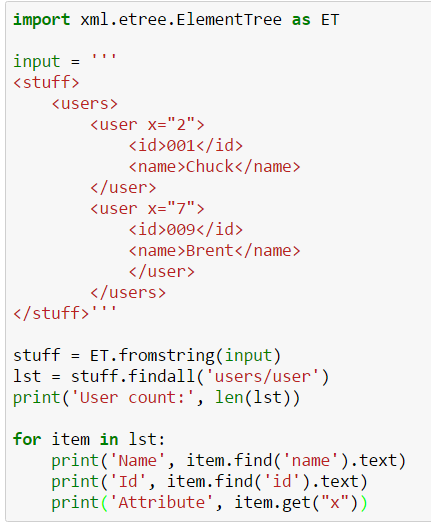 import xml.etree.ElementTree as ET

input = '''
<stuff>
    <users>
        <user x="2">
            <id>001</id>
            <name>Chuck</name>
        </user>
        <user x="7">
            <id>009</id>
            <name>Brent</name>
            </user>
        </users>
</stuff>'''

stuff = ET.fromstring(input)
lst = stuff.findall('users/user')
print('User count:', len(lst))

for item in lst:
    print('Name', item.find('name').text)
    print('Id', item.find('id').text)
    print('Attribute', item.get("x"))